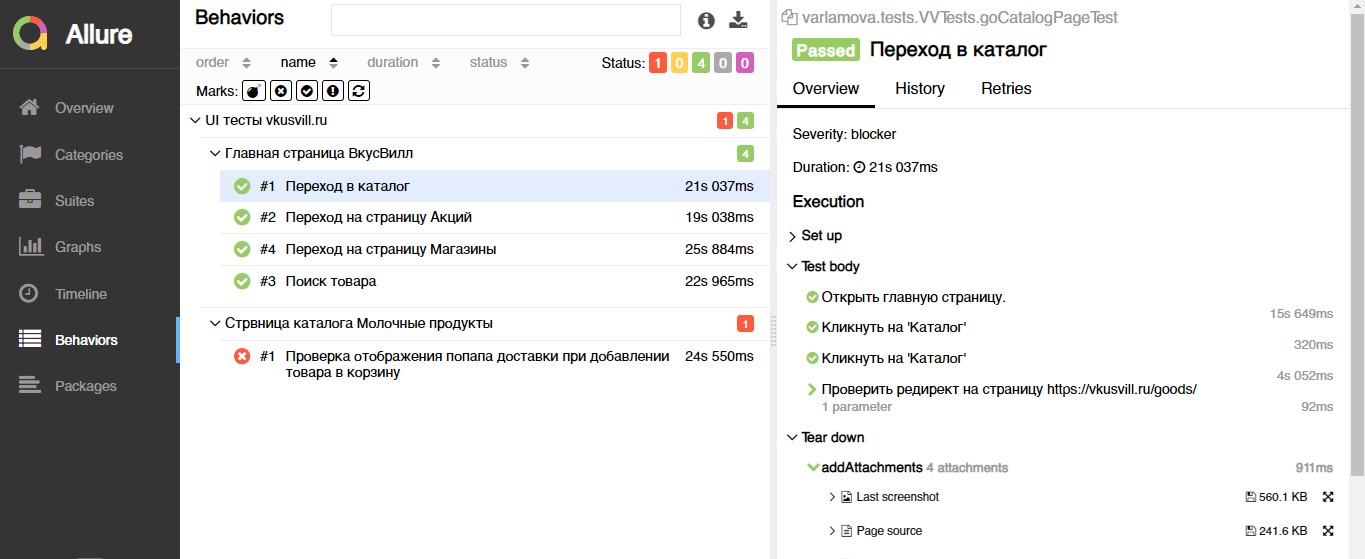 Allure
Overview
Categories
Suites
Graphs
Timeline
Behaviors
Packages
Behaviors
order name duration status Status: 1 0 4 0 0
Marks:
UI тесты vkusvill.ru 1 4
Главная страница ВкусВилл 4
#1 Переход в каталог 21s 037ms
#2 Переход на страницу Акций 19s 038ms
#4 Переход на страницу Магазины 25s 884ms
#3 Поиск товара 22s 965ms
Стрвница каталога Молочные продукты 1
#1 Проверка отображения попапа доставки при добавлении 24s 550ms
товара в корзину
varlamova.tests.VVTests.goCatalogPageTest
Passed Переход в каталог
Overview History Retries
Severity: blocker
Duration: 21s 037ms
Execution
Set up
Test body
Открыть главную страницу.
15s 649ms
Кликнуть на 'Каталог'
320ms
Кликнуть на 'Каталог'
4s 052ms
Проверить редирект на страницу https://vkusvill.ru/goods/
1 parameter 92ms
Tear down
addAttachments 4 attachments 911ms
Last screenshot 560.1 KB
Page source 241.6 KB